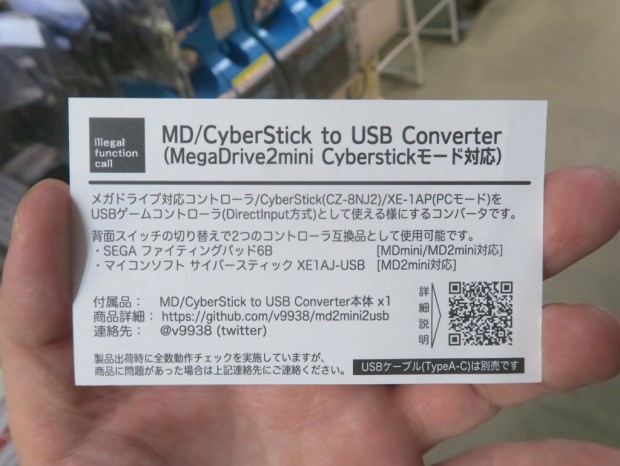 illegal
function
call
MD/CyberStick to USB Converter
(MegaDrive2mini Cyberstickモード対応)
メガドライブ対応コントローラ/CyberStick(CZ-8NJ2)/XE-1AP(PCモード)を
USBゲームコントローラ(DirectInput方式)として使える様にするコンバータです。
背面スイッチの切り替えで2つのコントローラ互換品として使用可能です。
・SEGA ファイティングパッド6B [MDmini/MD2mini対応]
・マイコンソフト サイバースティック XE1AJ-USB [MD2mini対応]
付属品： MD/CyberStick to USB Converter本体 x1
商品詳細： https://github.com/v9938/md2mini2usb
連絡先： @v9938 (twitter)
詳細説明
製品出荷時に全数動作チェックを実施していますが、
商品に問題があった場合は上記連絡先にご連絡ください。
USBケーブル(TypeA-C)は別売です